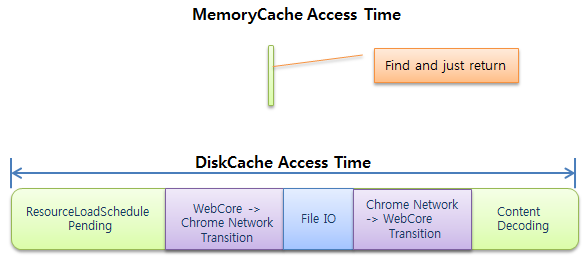 MemoryCache Access Time
Find and just return
DiskCache Access Time
ResourceLoadSchedule
Pending
WebCore ->
Chrome Network
Transition
File IO
Chrome Network
-> WebCore
Transition
Content
Decoding